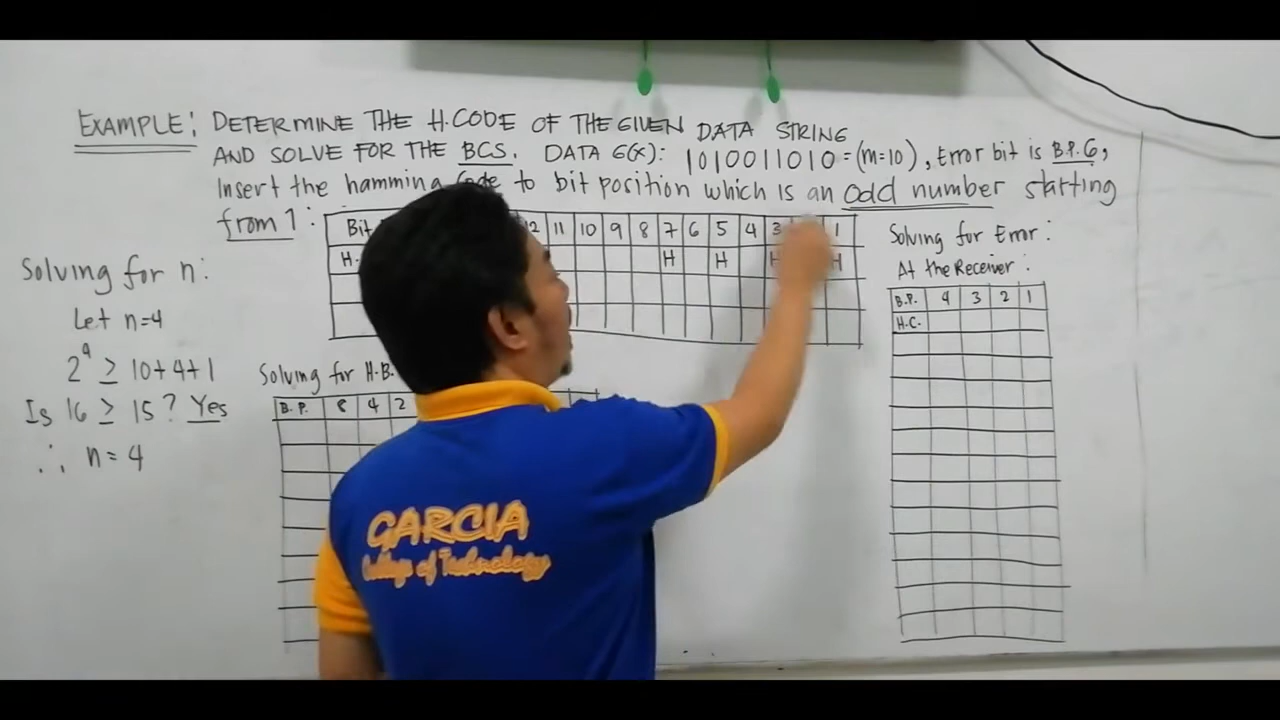 EXAMPLE: DETERMINE THE H.CODE OF THE GIVEN DATA STRING
AND SOLVE FOR THE BCS. DATA G(X): 1010011010 = (m=10), Error bit is B.P.6,
Insert the hamming Code to bit position which is an odd number starting
from 1:
Bit 12 11 10 9 8 7 6 5 4 3 1
H. H H H H
Solving for n:
Let n=4
2⁴ ≥ 10+4+1
Is 16 ≥ 15? Yes
∴ n = 4
Solving for H.B.
B.P. 8 4 2
Solving for Error:
At the Receiver:
B.P. 4 3 2 1
H.C.
GARCIA
College of Technology